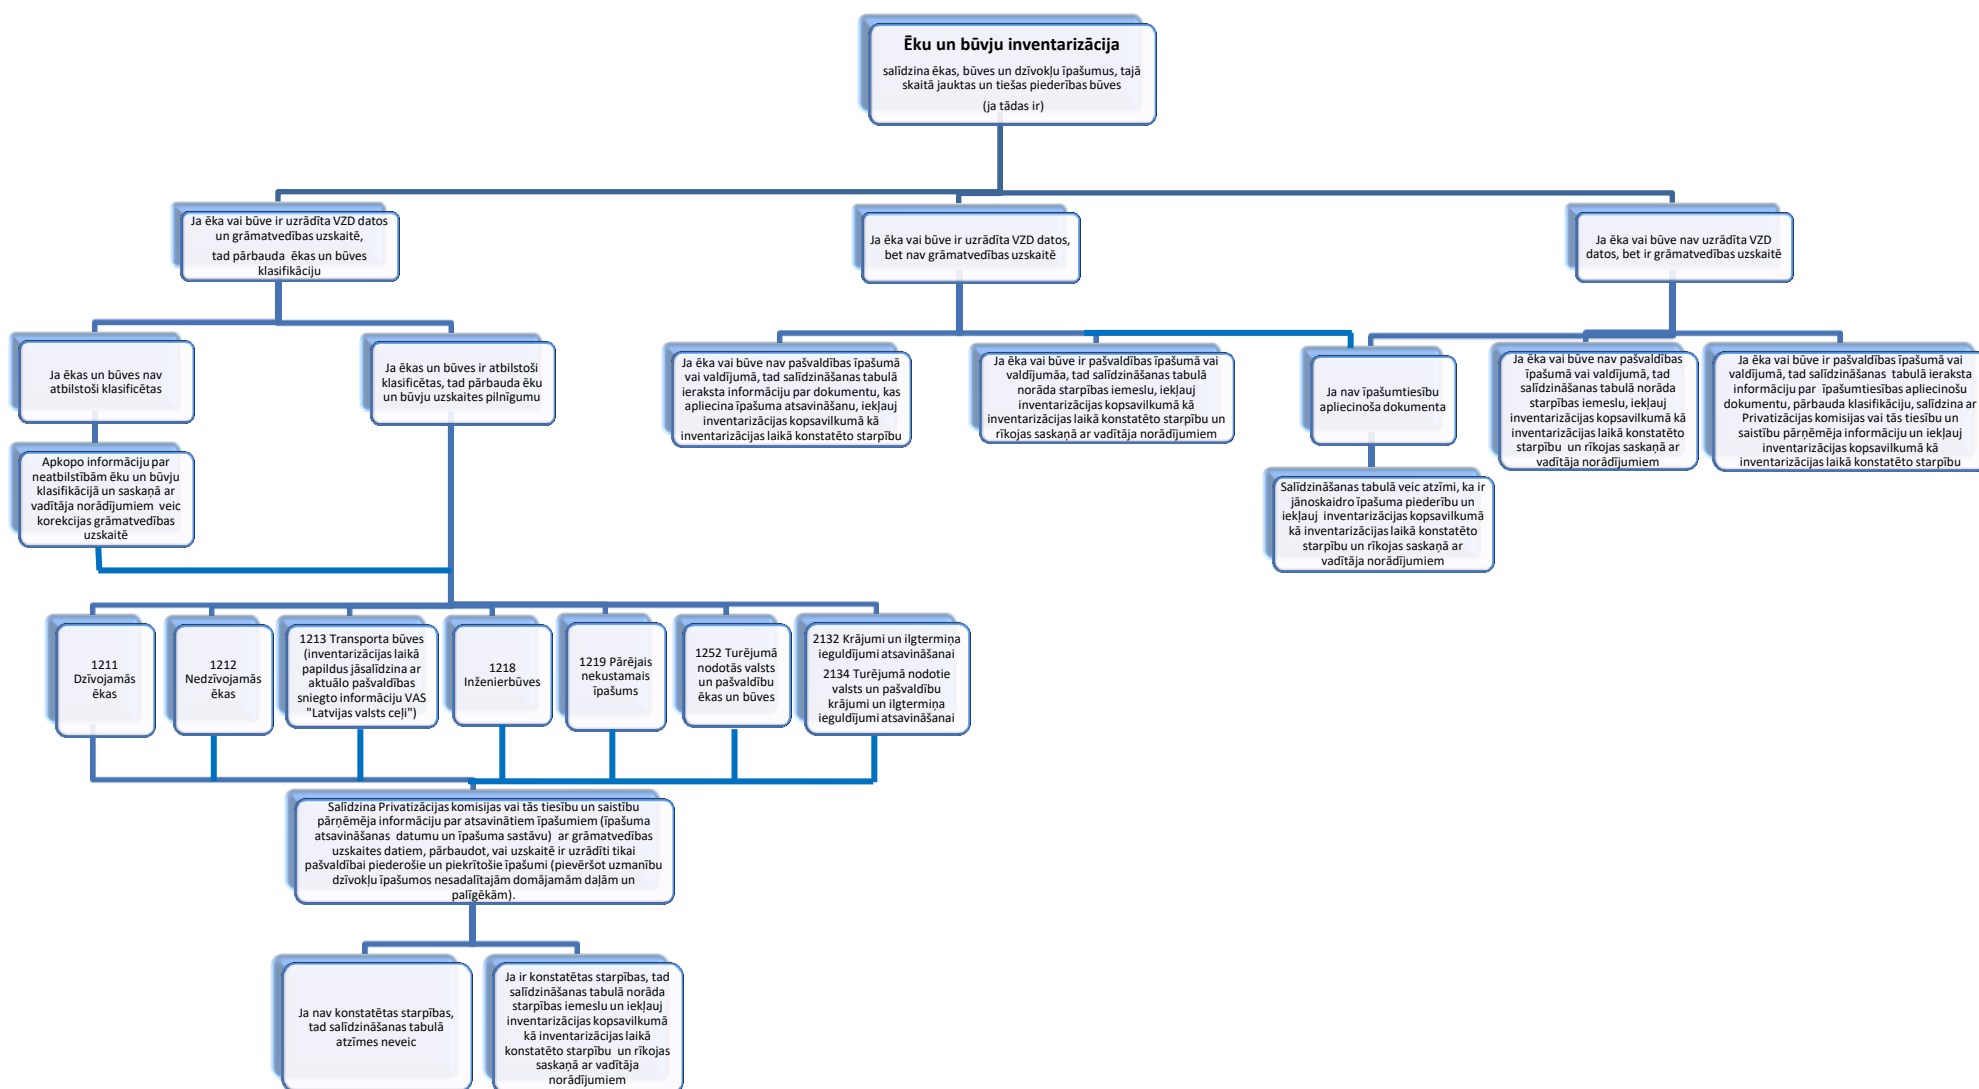 Ēku un būvju inventarizācija
salīdzina ēkas, būves un dzīvokļu īpašumus, tajā
skaitā jauktas un tiešas piederības būves
(ja tādas ir)
Ja ēka vai būve ir uzrādīta VZD datos
un grāmatvedības uzskaitē,
tad pārbauda ēkas un būves
klasifikāciju
Ja ēka vai būve ir uzrādīta VZD datos,
bet nav grāmatvedības uzskaitē
Ja ēka vai būve nav uzrādīta VZD
datos, bet ir grāmatvedības uzskaitē
Ja ēkas un būves nav
atbilstoši klasificētas
Ja ēkas un būves ir atbilstoši
klasificētas, tad pārbauda ēku
un būvju uzskaites pilnīgumu
Ja ēka vai būve nav pašvaldības īpašumā
vai valdījumā, tad salīdzināšanas tabulā
ieraksta informāciju par dokumentu, kas
apliecina īpašuma atsavināšanu, iekļauj
inventarizācijas kopsavilkumā kā
inventarizācijas laikā konstatēto starpību
Ja ēka vai būve ir pašvaldības īpašumā vai
valdījumāa, tad salīdzināšanas tabulā
norāda starpības iemeslu, iekļauj
inventarizācijas kopsavilkumā kā
inventarizācijas laikā konstatēto starpību un
rīkojas saskaņā ar vadītāja norādījumiem
Ja nav īpašumtiesību
apliecinoša dokumenta
Ja ēka vai būve nav pašvaldības
īpašumā vai valdījumā, tad
salīdzināšanas tabulā norāda
starpības iemeslu, iekļauj
inventarizācijas kopsavilkumā kā
inventarizācijas laikā konstatēto
starpību un rīkojas saskaņā ar
vadītāja norādījumiem
Ja ēka vai būve ir pašvaldības īpašumā vai
valdījumā, tad salīdzināšanas tabulā ieraksta
informāciju par īpašumtiesības apliecinošu
dokumentu, pārbauda klasifikāciju, salīdzina ar
Privatizācijas komisijas vai tās tiesību un
saistību pārņēmēja informāciju un iekļauj
inventarizācijas kopsavilkumā kā
inventarizācijas laikā konstatēto starpību
Apkopo informāciju par
neatbilstībām ēku un būvju
klasifikācijā un saskaņā ar
vadītāja norādījumiem veic
korekcijas grāmatvedības
uzskaitē
Salīdzināšanas tabulā veic atzīmi, ka ir
jānoskaidro īpašuma piederību un
iekļauj inventarizācijas kopsavilkumā
kā inventarizācijas laikā konstatēto
starpību un rīkojas saskaņā ar
vadītāja norādījumiem
1211
Dzīvojamās
ēkas
1212
Nedzīvojamās
ēkas
1213 Transporta būves
(inventarizācijas laikā
papildus jāsalīdzina ar
aktuālo pašvaldības
sniegto informāciju VAS
"Latvijas valsts ceļi")
1218
Inženierbūves
1219 Pārējais
nekustamais
īpašums
1252 Turējumā
nodotās valsts
un pašvaldību
ēkas un būves
2132 Krājumi un ilgtermiņa
ieguldījumi atsavināšanai
2134 Turējumā nodotie
valsts un pašvaldību
krājumi un ilgtermiņa
ieguldījumi atsavināšanai
Salīdzina Privatizācijas komisijas vai tās tiesību un saistību
pārņēmēja informāciju par atsavinātiem īpašumiem (īpašuma
atsavināšanas datumu un īpašuma sastāvu) ar grāmatvedības
uzskaites datiem, pārbaudot, vai uzskaitē ir uzrādīti tikai
pašvaldībai piederošie un piekrītošie īpašumi (pievēršot uzmanību
dzīvokļu īpašumos nesadalītajām domājamām daļām un
palīgēkām).
Ja nav konstatētas starpības,
tad salīdzināšanas tabulā
atzīmes neveic
Ja ir konstatētas starpības, tad
salīdzināšanas tabulā norāda
starpības iemeslu un iekļauj
inventarizācijas kopsavilkumā
kā inventarizācijas laikā
konstatēto starpību un rīkojas
saskaņā ar vadītāja
norādījumiem